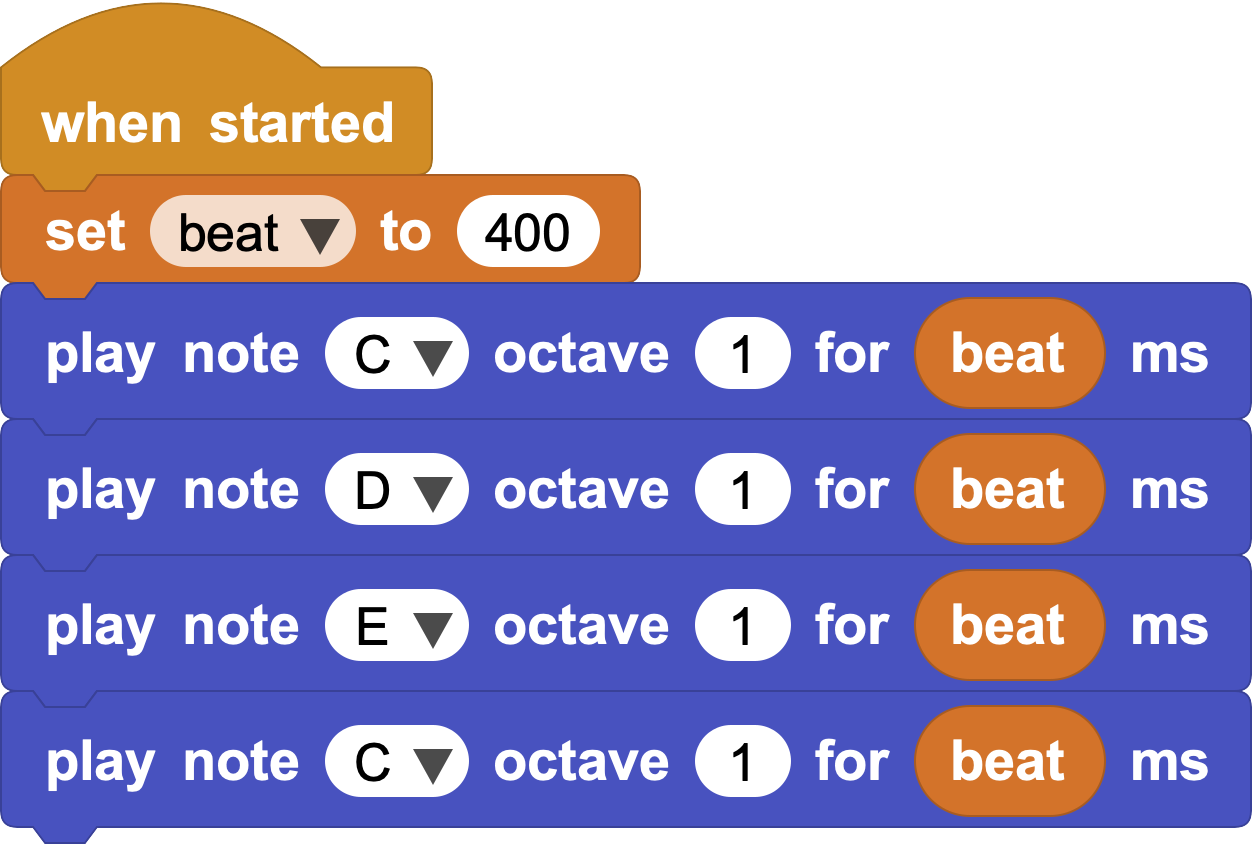 when started
set beat to 400
play note C octave 1 for beat ms
play note D octave 1 for beat ms
play note E octave 1 for beat ms
play note C octave 1 for beat ms